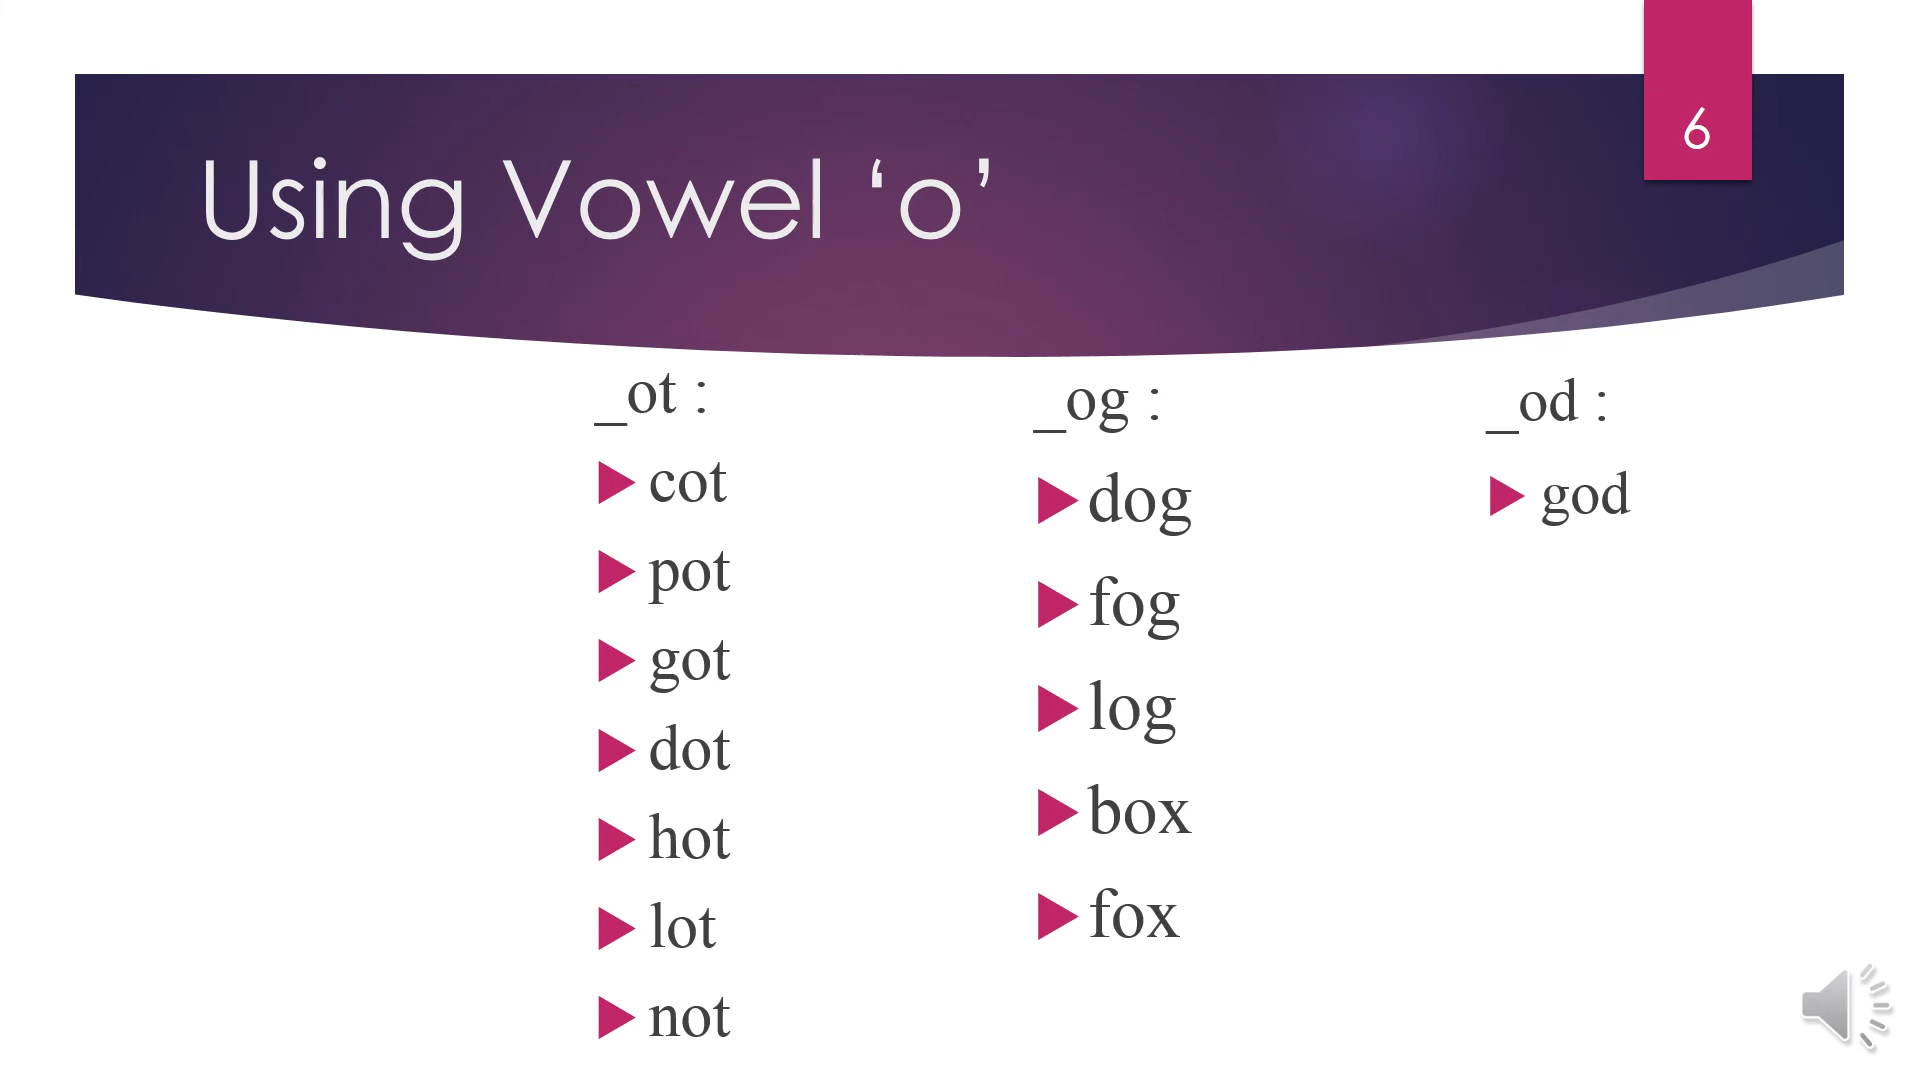 6
Using Vowel ‘o’
_ot :
cot
pot
got
dot
hot
lot
not
_og :
dog
fog
log
box
fox
_od :
god